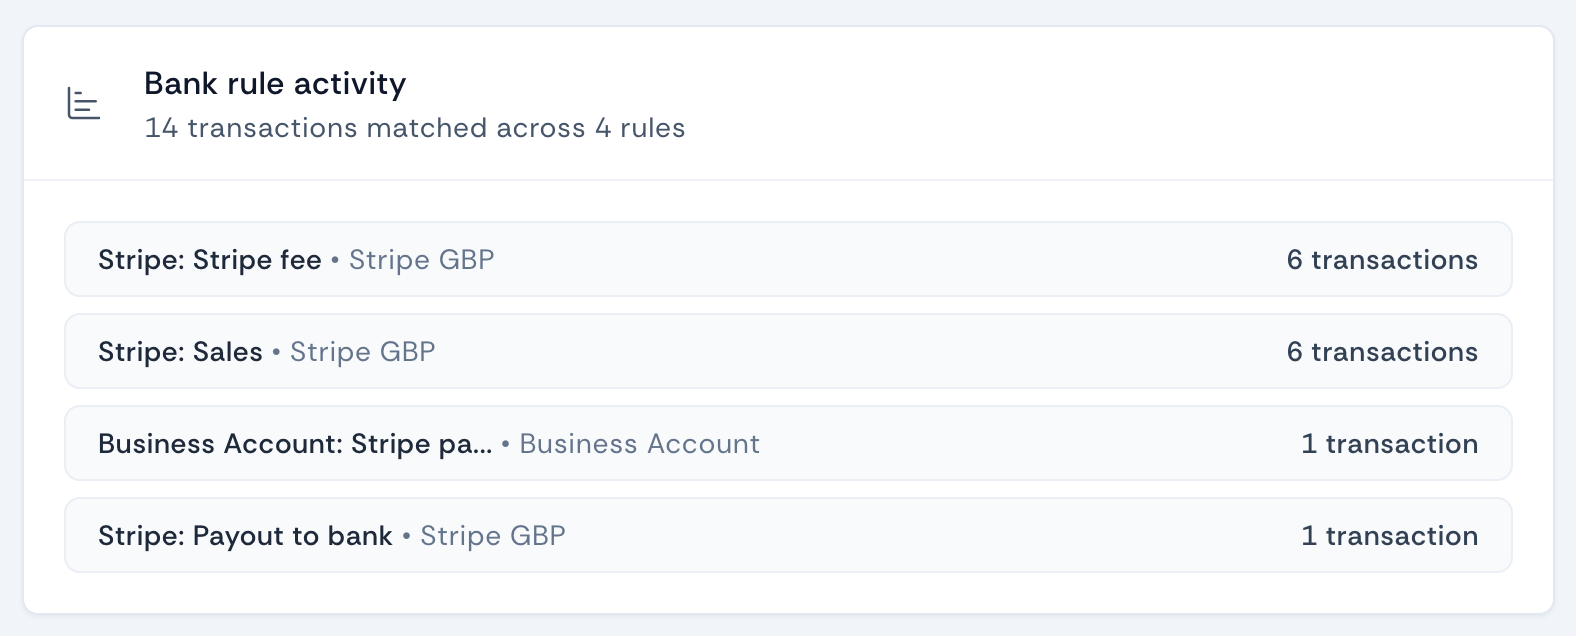 Bank rule activity
14 transactions matched across 4 rules
Stripe: Stripe fee • Stripe GBP 6 transactions
Stripe: Sales • Stripe GBP 6 transactions
Business Account: Stripe pa... • Business Account 1 transaction
Stripe: Payout to bank • Stripe GBP 1 transaction